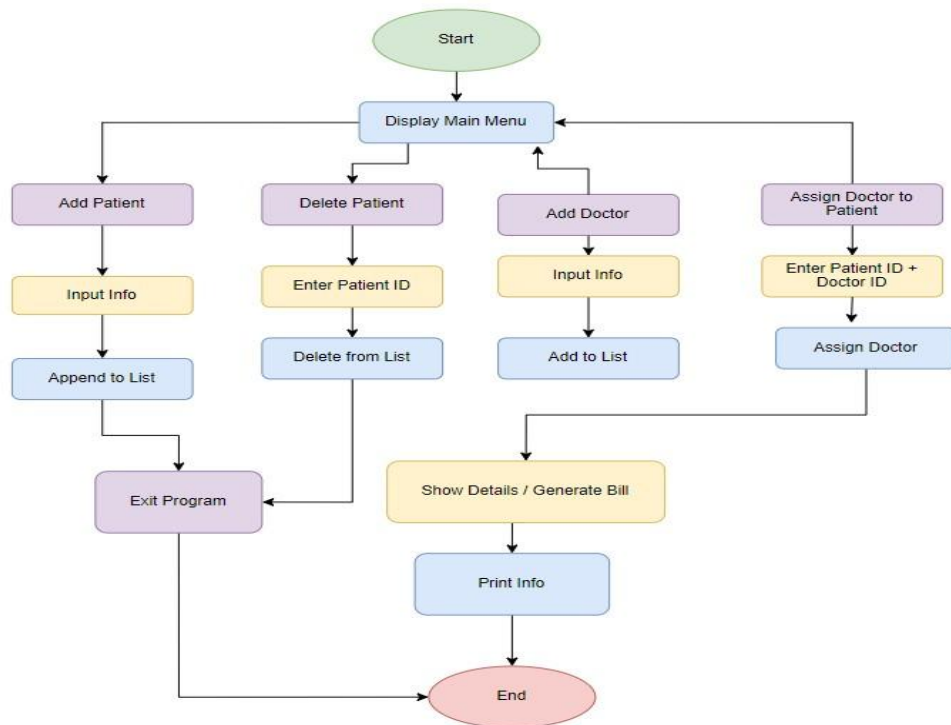 Start
Display Main Menu
Add Patient
Delete Patient
Add Doctor
Assign Doctor to
Patient
Input Info
Enter Patient ID
Input Info
Enter Patient ID +
Doctor ID
Append to List
Delete from List
Add to List
Assign Doctor
Exit Program
Show Details / Generate Bill
Print Info
End